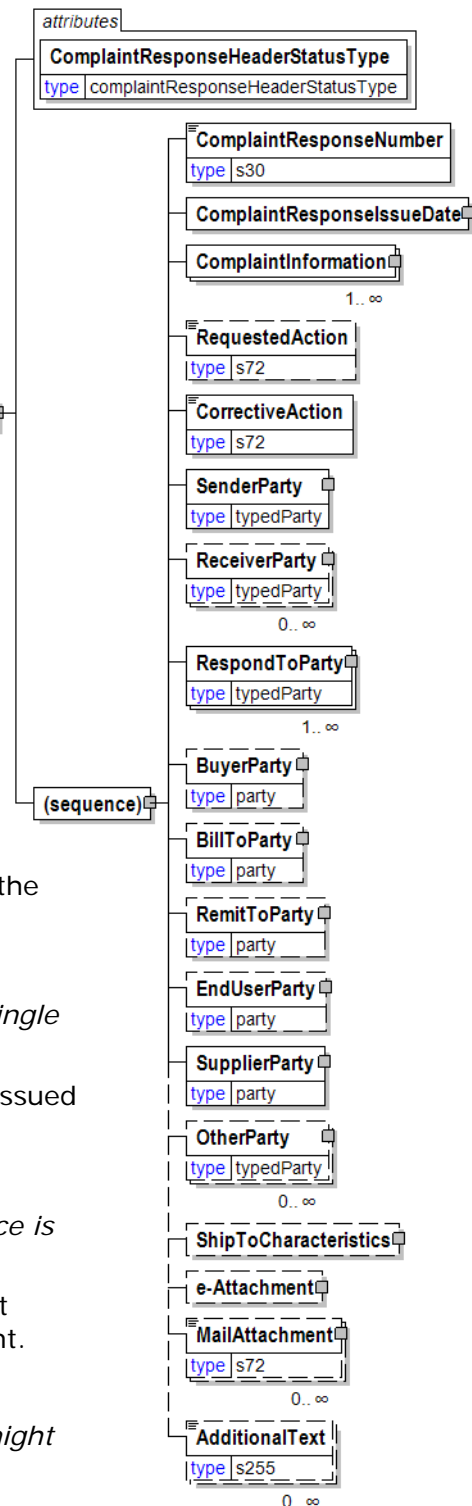 attributes
ComplaintResponseHeaderStatusType
type complaintResponseHeaderStatusType
ComplaintResponseNumber
type s30
ComplaintResponseIssueDate
ComplaintInformation
1.. ∞
RequestedAction
type s72
CorrectiveAction
type s72
SenderParty
type typedParty
ReceiverParty
type typedParty
0.. ∞
RespondToParty
type typedParty
1.. ∞
BuyerParty
type party
(sequence)
BillToParty
type party
the
RemitToParty
type party
ingle
EndUserParty
type party
issued
SupplierParty
type party
OtherParty
type typedParty
0.. ∞
ce is
ShipToCharacteristics
e-Attachment
t
nt.
MailAttachment
type s72
0.. ∞
night
AdditionalText
type s255
0.. ∞